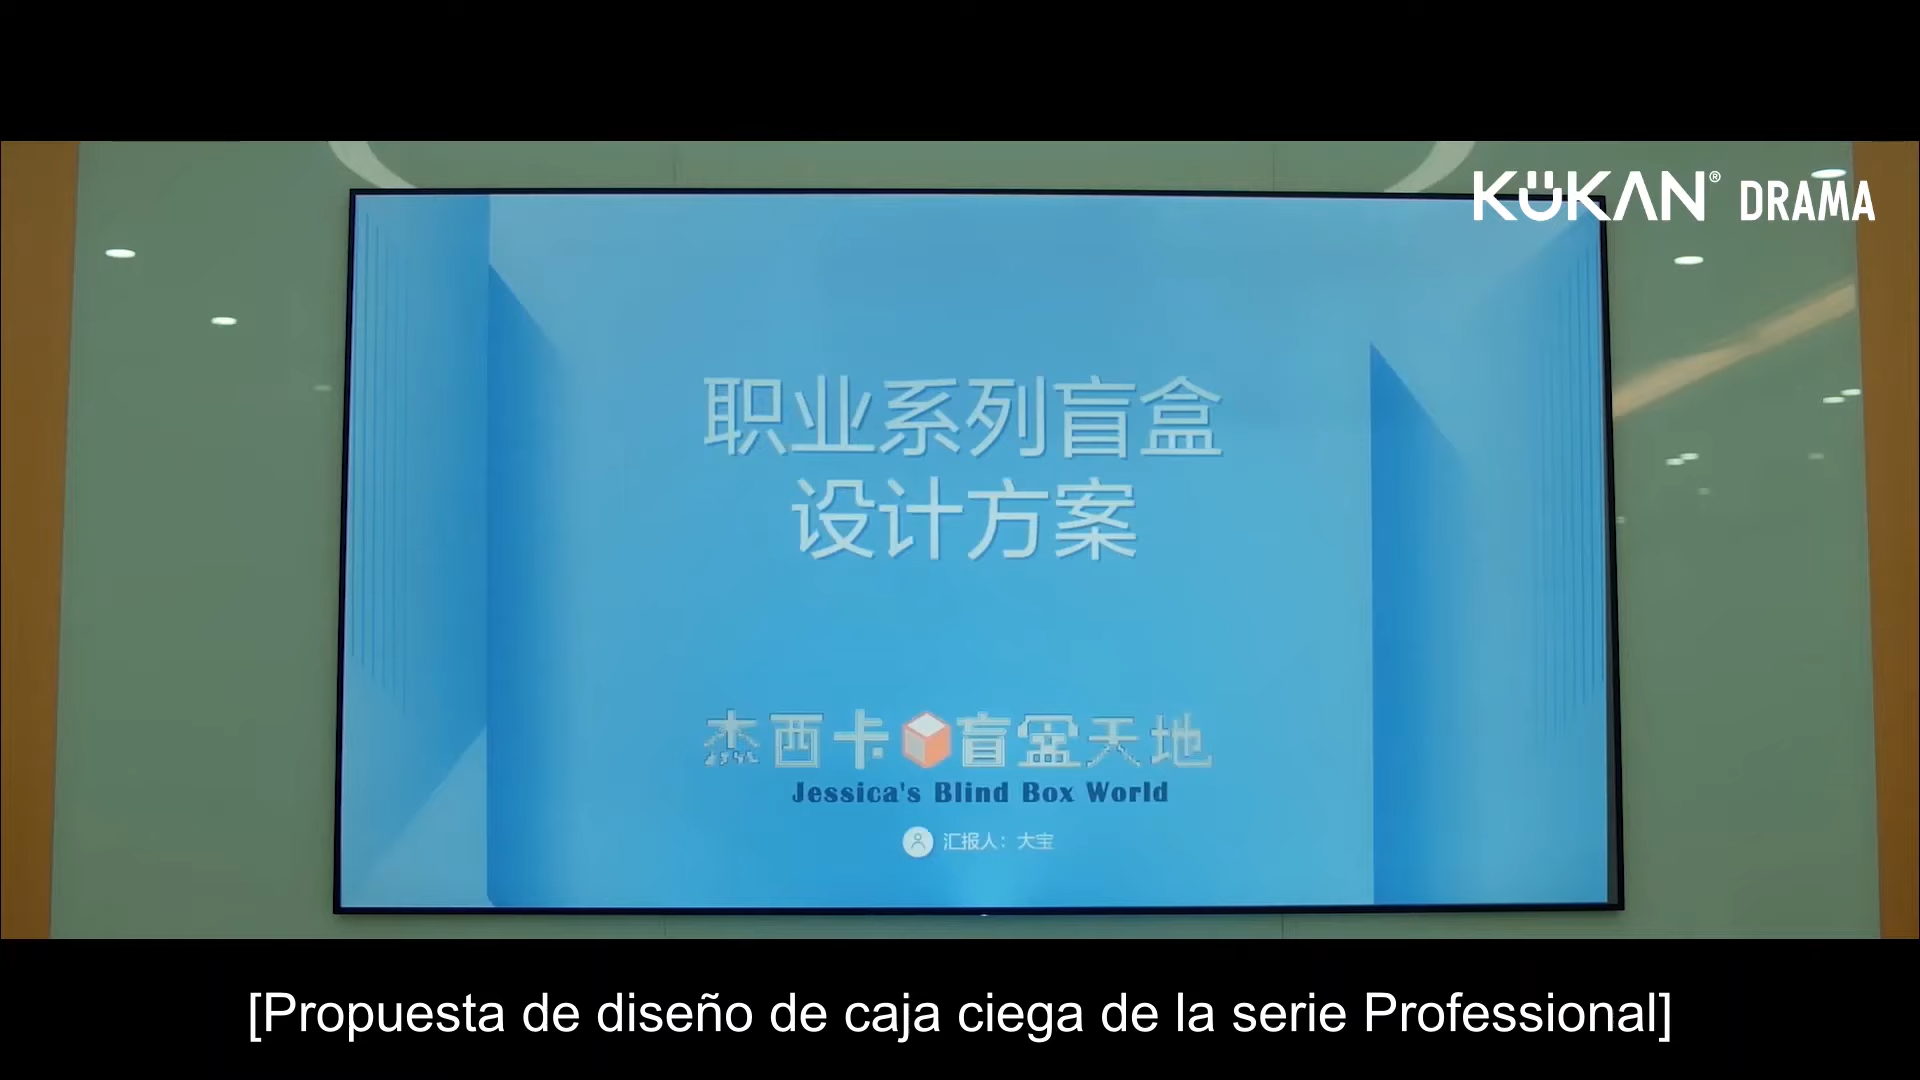 KÜKAN® DRAMA
职业系列盲盒
设计方案
杰西卡盲盒天地
Jessica's Blind Box World
汇报人：大宝
[Propuesta de diseño de caja ciega de la serie Professional]